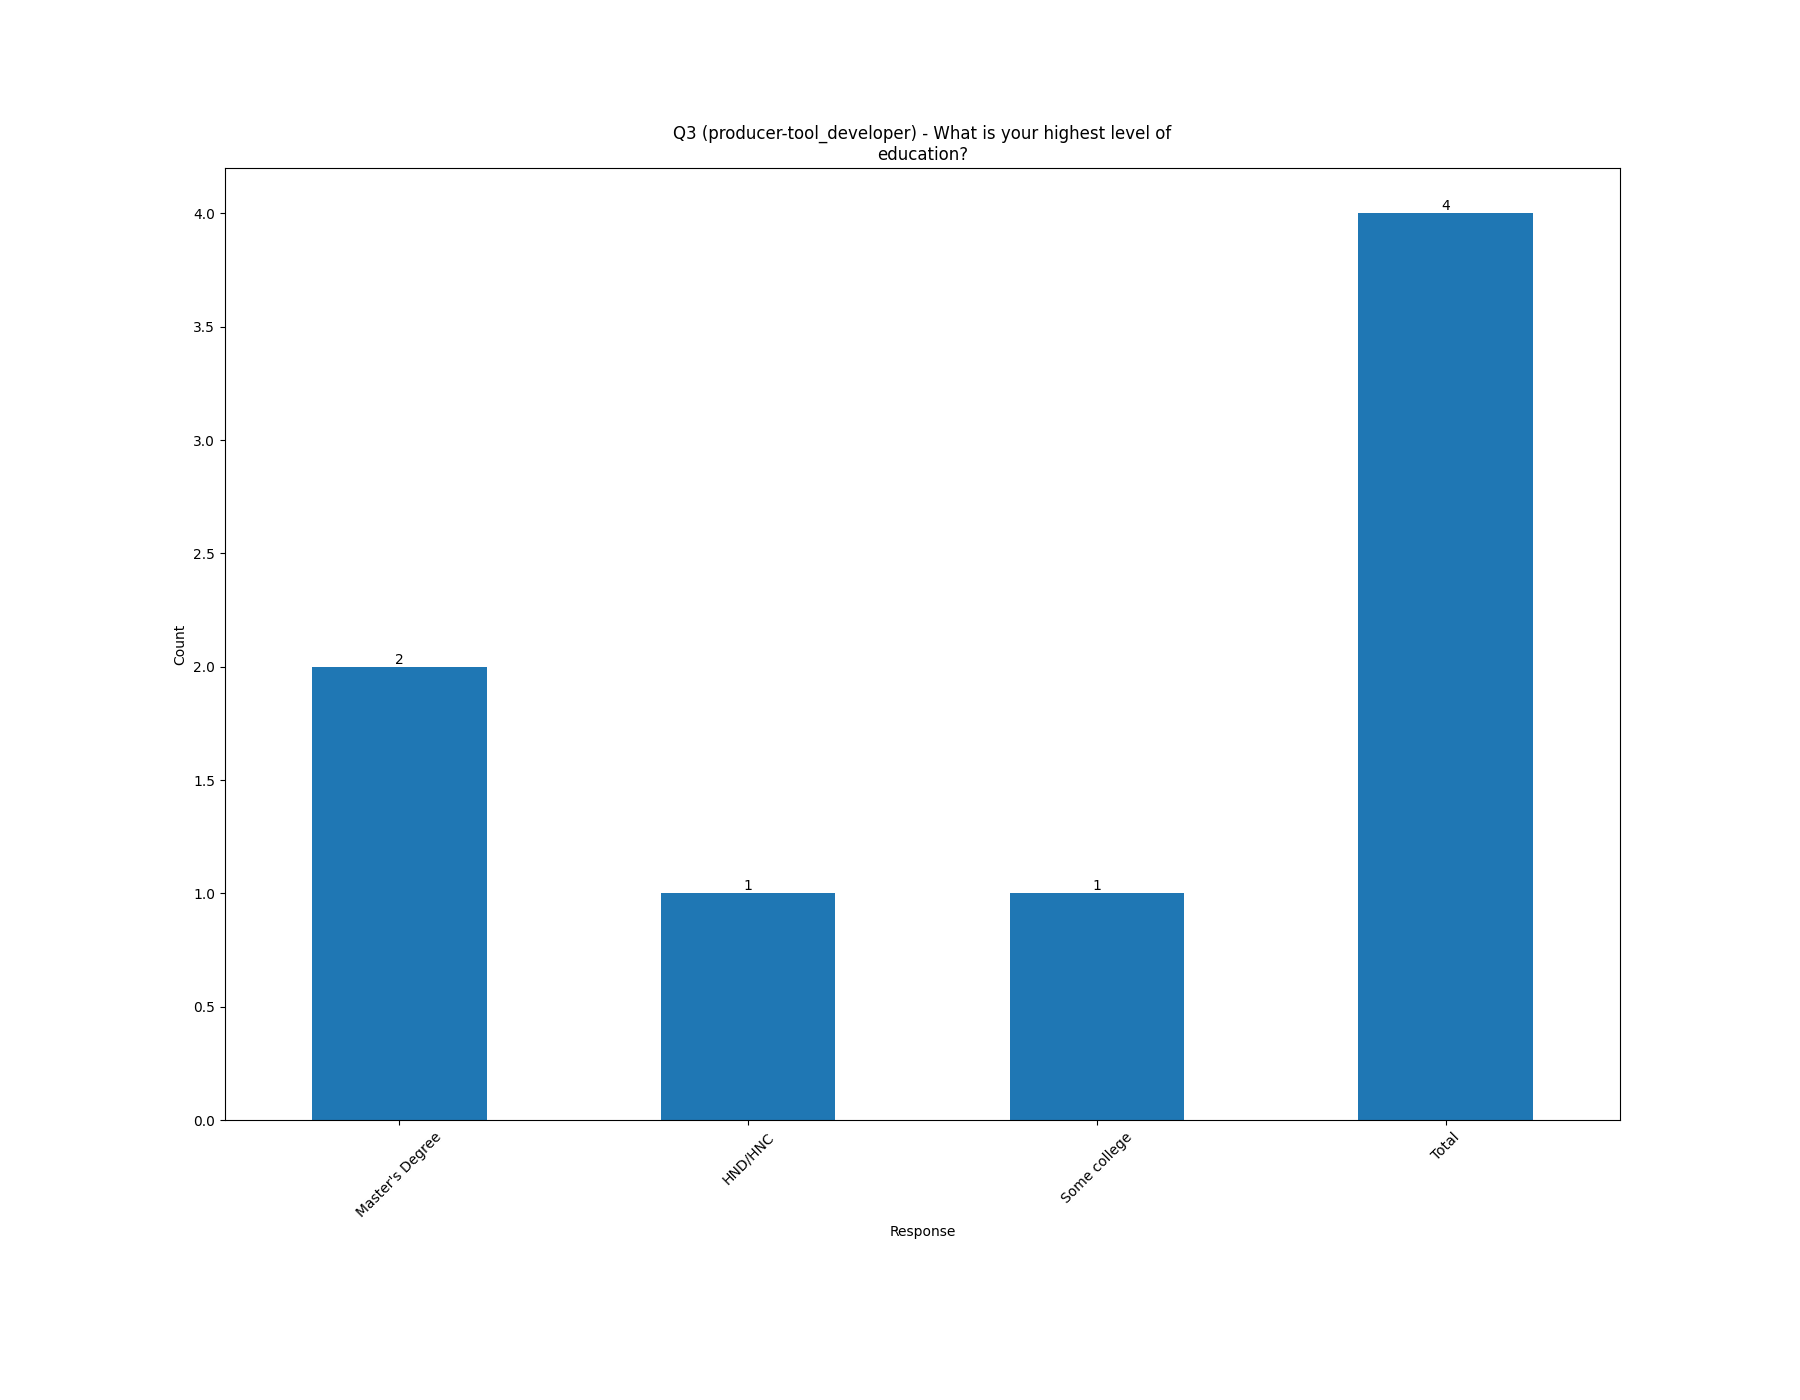 Q3 (producer-tool_developer) - What is your highest level of
education?
4
4.0
3.5
3.0
2.5
2
2.0
Count
1.5
1
1
1.0
0.5
0.0
Master's Degree
HND/HNC
Some college
Total
Response